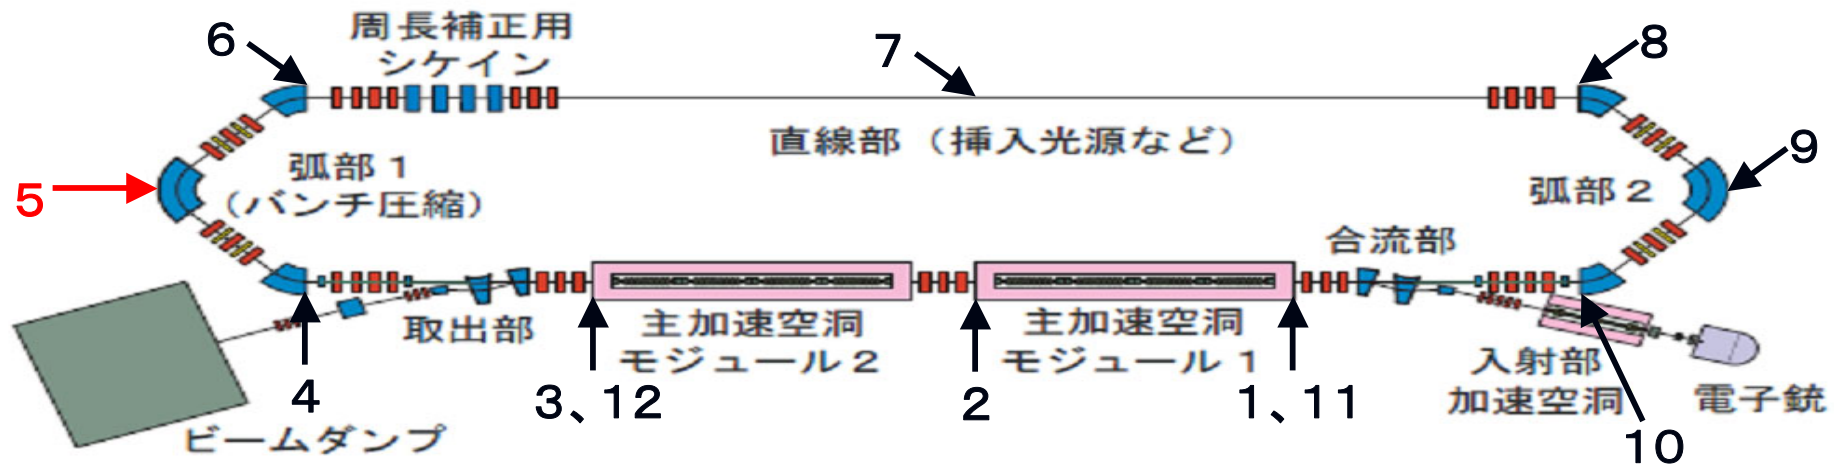 6
周長補正用
シケイン
7
8
直線部（挿入光源など）
9
5
弧部１
（バンチ圧縮）
弧部２
合流部
取出部
主加速空洞
モジュール２
主加速空洞
モジュール１
入射部
加速空洞
電子銃
4
3、12
2
1、11
10
ビームダンプ